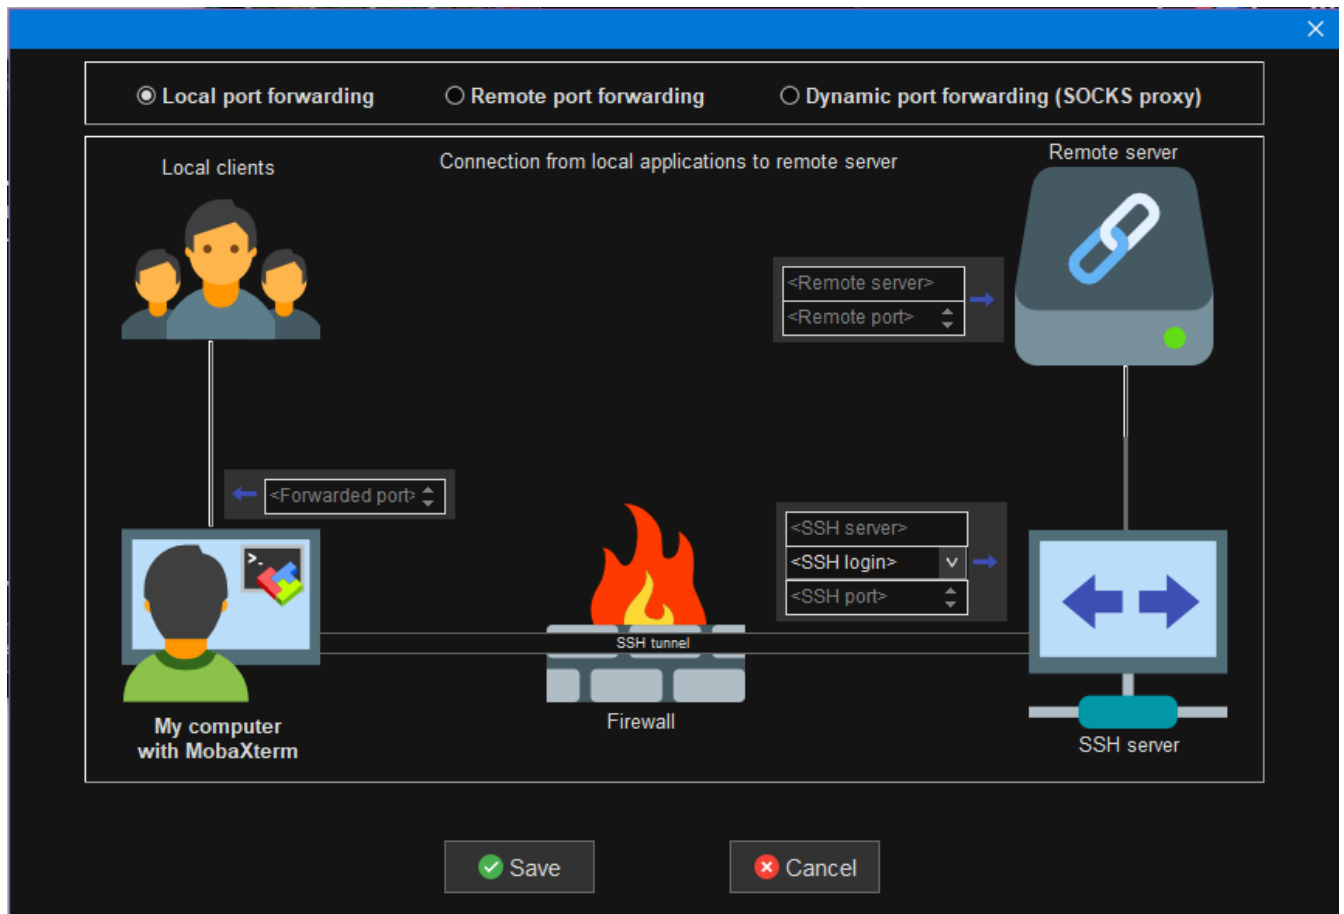 Local port forwarding
Remote port forwarding
Dynamic port forwarding (SOCKS proxy)
Local clients
Connection from local applications to remote server
Remote server
<Remote server>
<Remote port>
<Forwarded port>
<SSH server>
<SSH login>
<SSH port>
>_
SSH tunnel
My computer
with MobaXterm
Firewall
SSH server
Save
Cancel